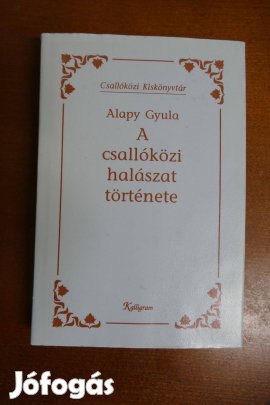 Csallóközi Kiskönyvtár
Alapy Gyula
A
csallóközi
halászat
története
Kalligram
Jófogás